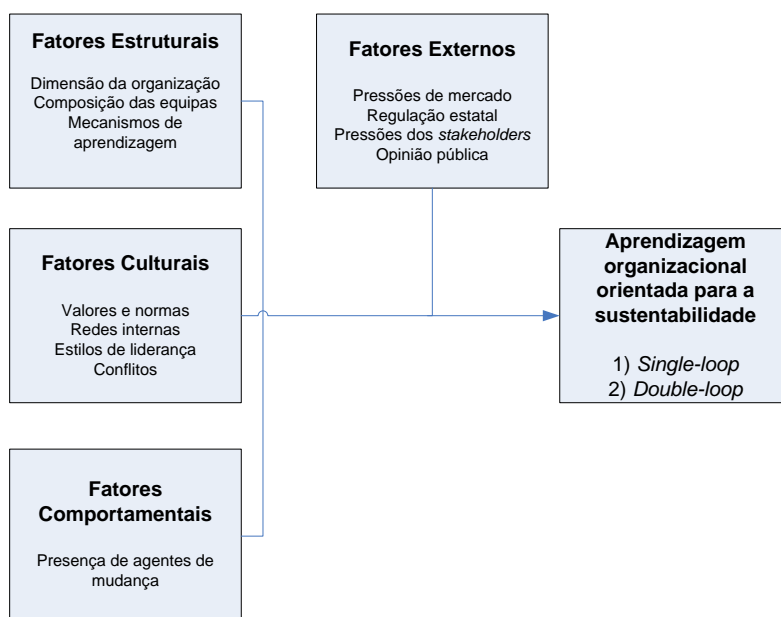 Fatores Estruturais
Dimensão da organização
Composição das equipas
Mecanismos de
aprendizagem
Fatores Externos
Pressões de mercado
Regulação estatal
Pressões dos stakeholders
Opinião pública
Fatores Culturais
Valores e normas
Redes internas
Estilos de liderança
Conflitos
Aprendizagem
organizacional
orientada para a
sustentabilidade
1) Single-loop
2) Double-loop
Fatores
Comportamentais
Presença de agentes de
mudança